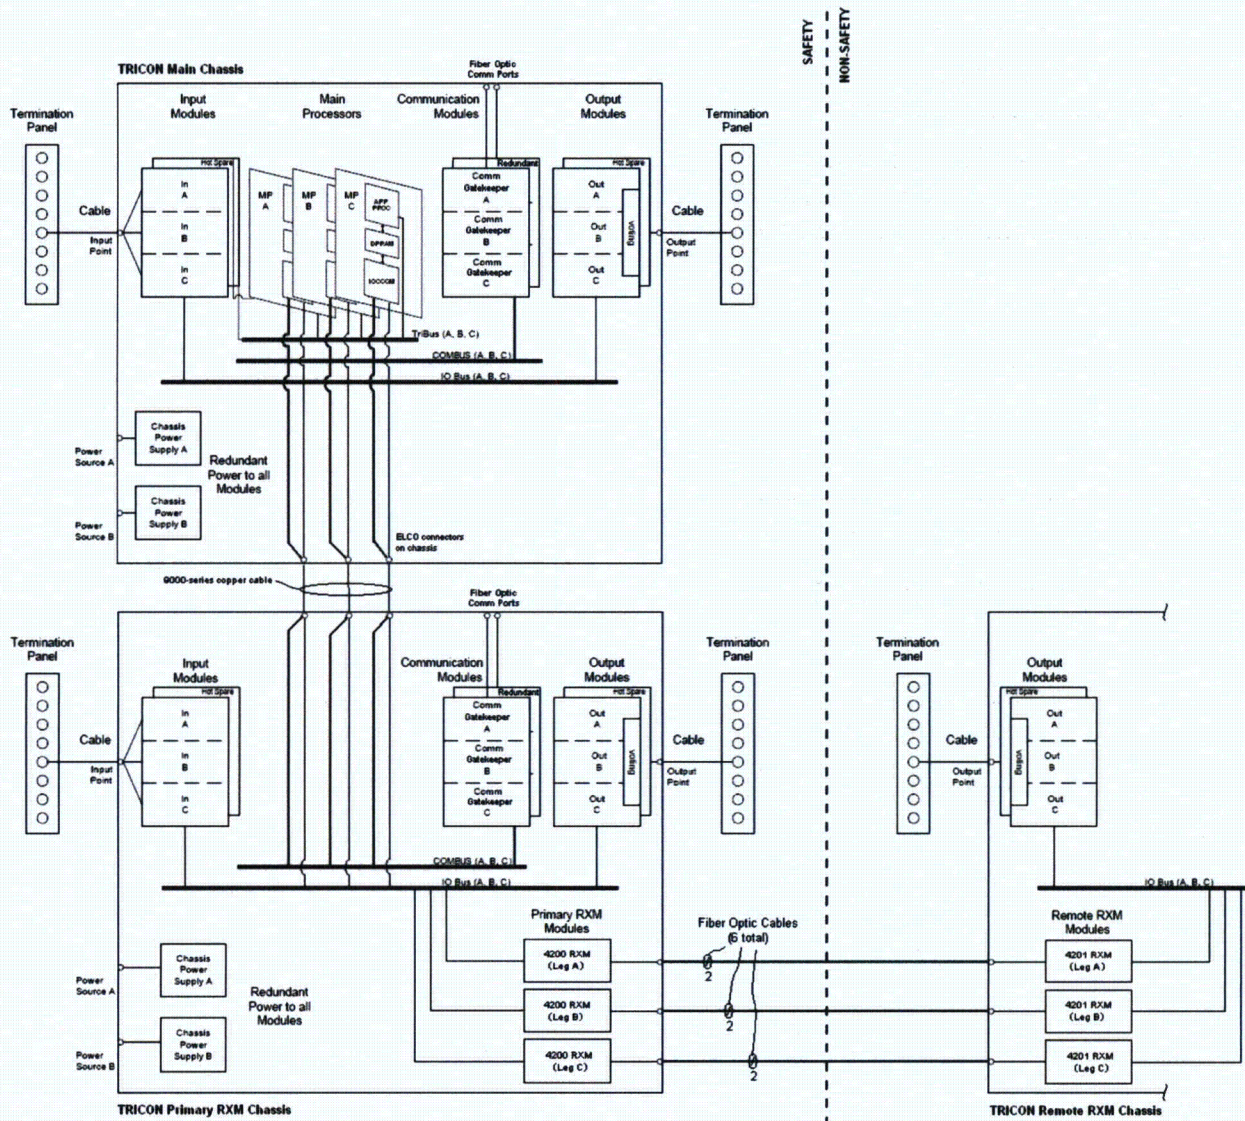 SAFETY
NON-SAFETY
TRICON Main Chassis
Fiber Optic
Comm Ports
Termination
Panel
Input
Modules
Main
Processors
Communication
Modules
Output
Modules
Termination
Panel
Hot Spare
Redundant
Hot Spare
In
A
In
B
In
C
MP
A
MP
B
MP
C
APP
PROC
DPRAM
IOCCOM
Comm
Gatekeeper
A
Comm
Gatekeeper
B
Comm
Gatekeeper
C
Out
A
Out
B
Out
C
Voting
Cable
Input
Point
Cable
Output
Point
TriBus (A, B, C)
COMBUS (A, B, C)
IO Bus (A, B, C)
Chassis
Power
Supply A
Power
Source A
Redundant
Power to all
Modules
Chassis
Power
Supply B
Power
Source B
ELCO connectors
on chassis
9000-series copper cable
Fiber Optic
Comm Ports
Termination
Panel
Input
Modules
Communication
Modules
Output
Modules
Termination
Panel
Termination
Panel
Output
Modules
Hot Spare
Redundant
Hot Spare
Hot Spare
In
A
In
B
In
C
Comm
Gatekeeper
A
Comm
Gatekeeper
B
Comm
Gatekeeper
C
Out
A
Out
B
Out
C
Voting
Out
A
Out
B
Out
C
Voting
Cable
Input
Point
Cable
Output
Point
Cable
Output
Point
COMBUS (A, B, C)
IO Bus (A, B, C)
IO Bus (A, B, C)
Primary RXM
Modules
Fiber Optic Cables
(6 total)
Remote RXM
Modules
4200 RXM
(Leg A)
2
4201 RXM
(Leg A)
4200 RXM
(Leg B)
2
4201 RXM
(Leg B)
4200 RXM
(Leg C)
2
4201 RXM
(Leg C)
Chassis
Power
Supply A
Power
Source A
Redundant
Power to all
Modules
Chassis
Power
Supply B
Power
Source B
TRICON Primary RXM Chassis
TRICON Remote RXM Chassis